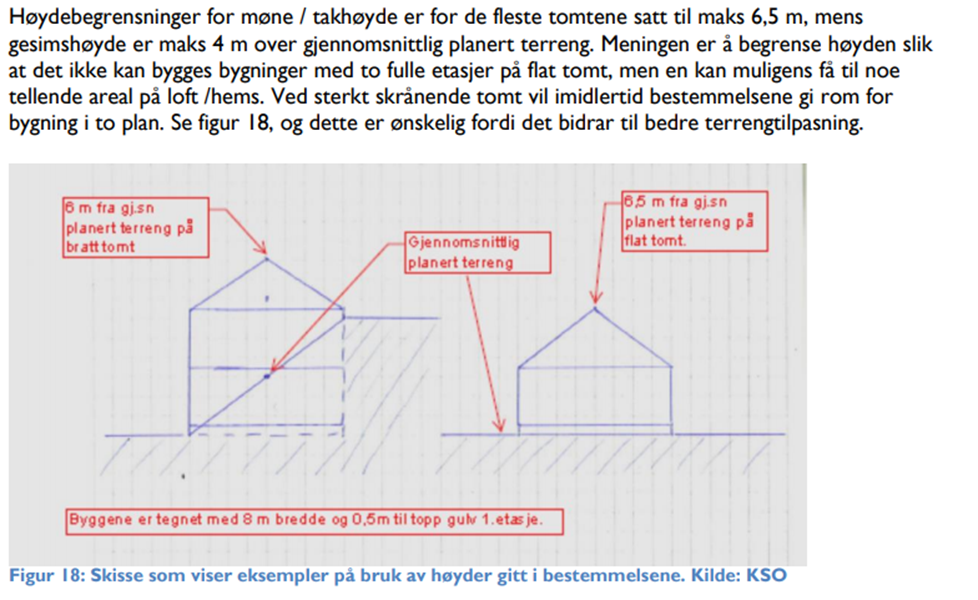 Høydebegrensninger for møne / takhøyde er for de fleste tomtene satt til maks 6,5 m, mens
gesimshøyde er maks 4 m over gjennomsnittlig planert terreng. Meningen er å begrense høyden slik
at det ikke kan bygges bygninger med to fulle etasjer på flat tomt, men en kan muligens få til noe
tellende areal på loft /hems. Ved sterkt skrånende tomt vil imidlertid bestemmelsene gi rom for
bygning i to plan. Se figur 18, og dette er ønskelig fordi det bidrar til bedre terrengtilpasning.
6 m fra gj.sn
planert terreng på
bratt tomt
Gjennomsnittlig
planert terreng
6,5 m fra gj.sn
planert terreng på
flat tomt.
Byggene er tegnet med 8 m bredde og 0,5m til topp gulv 1.etasje.
Figur 18: Skisse som viser eksempler på bruk av høyder gitt i bestemmelsene. Kilde: KSO